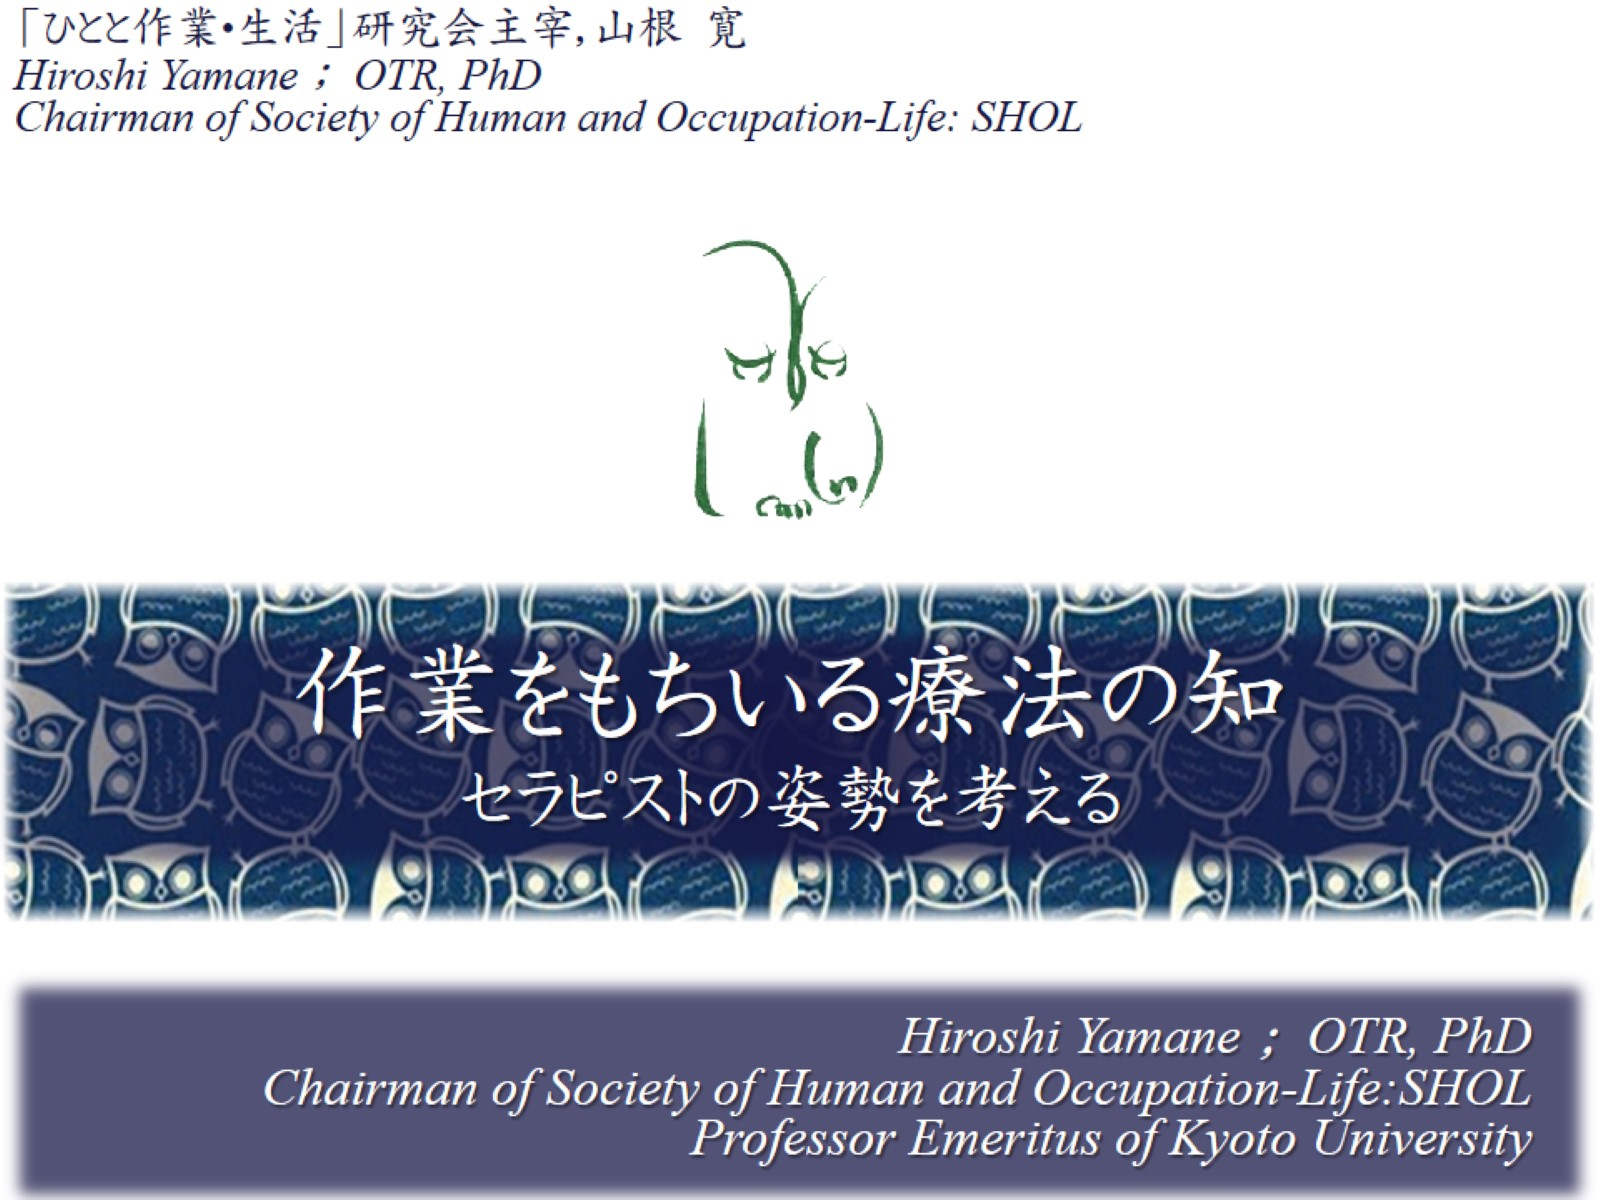 「ひとと作業・生活」研究会主宰,山根 寛
Hiroshi Yamane ; OTR, PhD
Chairman of Society of Human and Occupation-Life: SHOL
作業をもちいる療法の知
セラピストの姿勢を考える
Hiroshi Yamane ; OTR, PhD
Chairman of Society of Human and Occupation-Life:SHOL
Professor Emeritus of Kyoto University